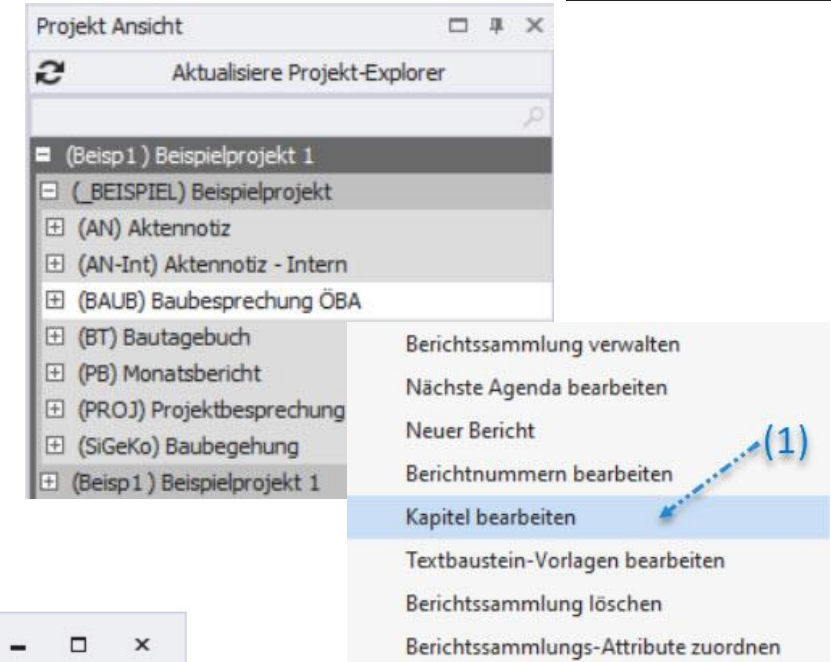 Projekt Ansicht
Aktualisiere Projekt-Explorer
(Beisp1 ) Beispielprojekt 1
(_BEISPIEL) Beispielprojekt
(AN) Aktennotiz
(AN-Int) Aktennotiz - Intern
(BAUB) Baubesprechung ÖBA
(BT) Bautagebuch
(PB) Monatsbericht
(PROJ) Projektbesprechung
(SiGeKo) Baubegehung
(Beisp1 ) Beispielprojekt 1
Berichtssammlung verwalten
Nächste Agenda bearbeiten
Neuer Bericht
(1)
Berichtnummern bearbeiten
Kapitel bearbeiten
Textbaustein-Vorlagen bearbeiten
Berichtssammlung löschen
Berichtssammlungs-Attribute zuordnen